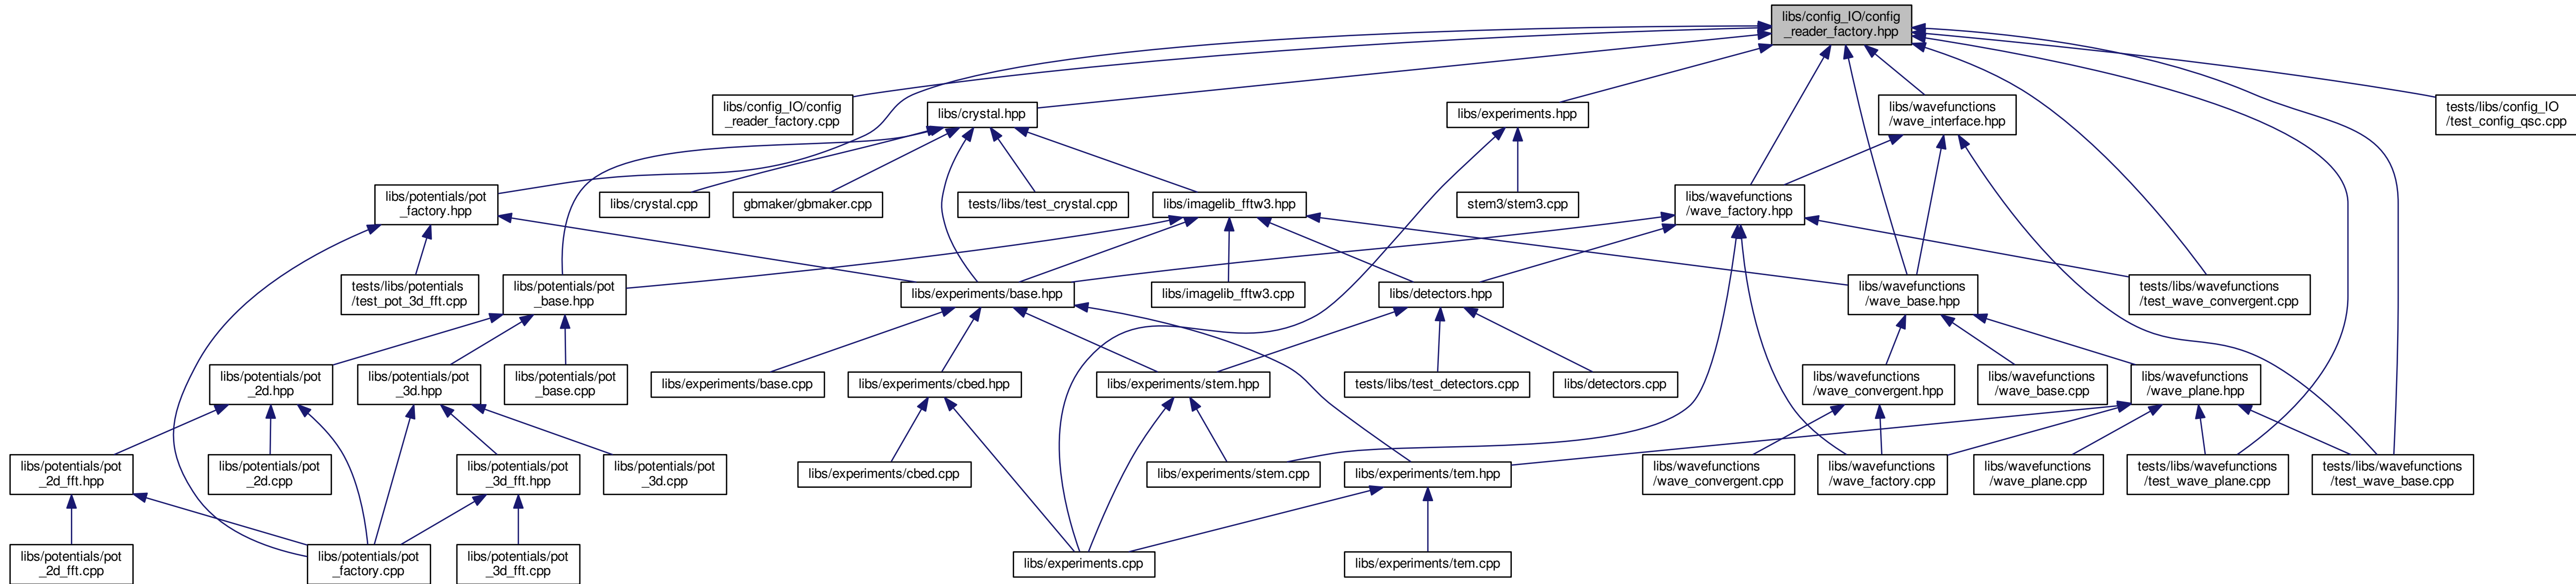 libs/config_IO/config
_reader_factory.hpp
libs/config_IO/config
_reader_factory.cpp
libs/crystal.hpp
libs/experiments.hpp
libs/wavefunctions
/wave_interface.hpp
tests/libs/config_IO
/test_config_qsc.cpp
libs/potentials/pot
_factory.hpp
libs/crystal.cpp
gbmaker/gbmaker.cpp
tests/libs/test_crystal.cpp
libs/imagelib_fftw3.hpp
stem3/stem3.cpp
libs/wavefunctions
/wave_factory.hpp
tests/libs/potentials
/test_pot_3d_fft.cpp
libs/potentials/pot
_base.hpp
libs/experiments/base.hpp
libs/imagelib_fftw3.cpp
libs/detectors.hpp
libs/wavefunctions
/wave_base.hpp
tests/libs/wavefunctions
/test_wave_convergent.cpp
libs/potentials/pot
_2d.hpp
libs/potentials/pot
_3d.hpp
libs/potentials/pot
_base.cpp
libs/experiments/base.cpp
libs/experiments/cbed.hpp
libs/experiments/stem.hpp
tests/libs/test_detectors.cpp
libs/detectors.cpp
libs/wavefunctions
/wave_convergent.hpp
libs/wavefunctions
/wave_base.cpp
libs/wavefunctions
/wave_plane.hpp
libs/potentials/pot
_2d_fft.hpp
libs/potentials/pot
_2d.cpp
libs/potentials/pot
_3d_fft.hpp
libs/potentials/pot
_3d.cpp
libs/experiments/cbed.cpp
libs/experiments/stem.cpp
libs/experiments/tem.hpp
libs/wavefunctions
/wave_convergent.cpp
libs/wavefunctions
/wave_factory.cpp
libs/wavefunctions
/wave_plane.cpp
tests/libs/wavefunctions
/test_wave_plane.cpp
tests/libs/wavefunctions
/test_wave_base.cpp
libs/potentials/pot
_2d_fft.cpp
libs/potentials/pot
_factory.cpp
libs/potentials/pot
_3d_fft.cpp
libs/experiments.cpp
libs/experiments/tem.cpp